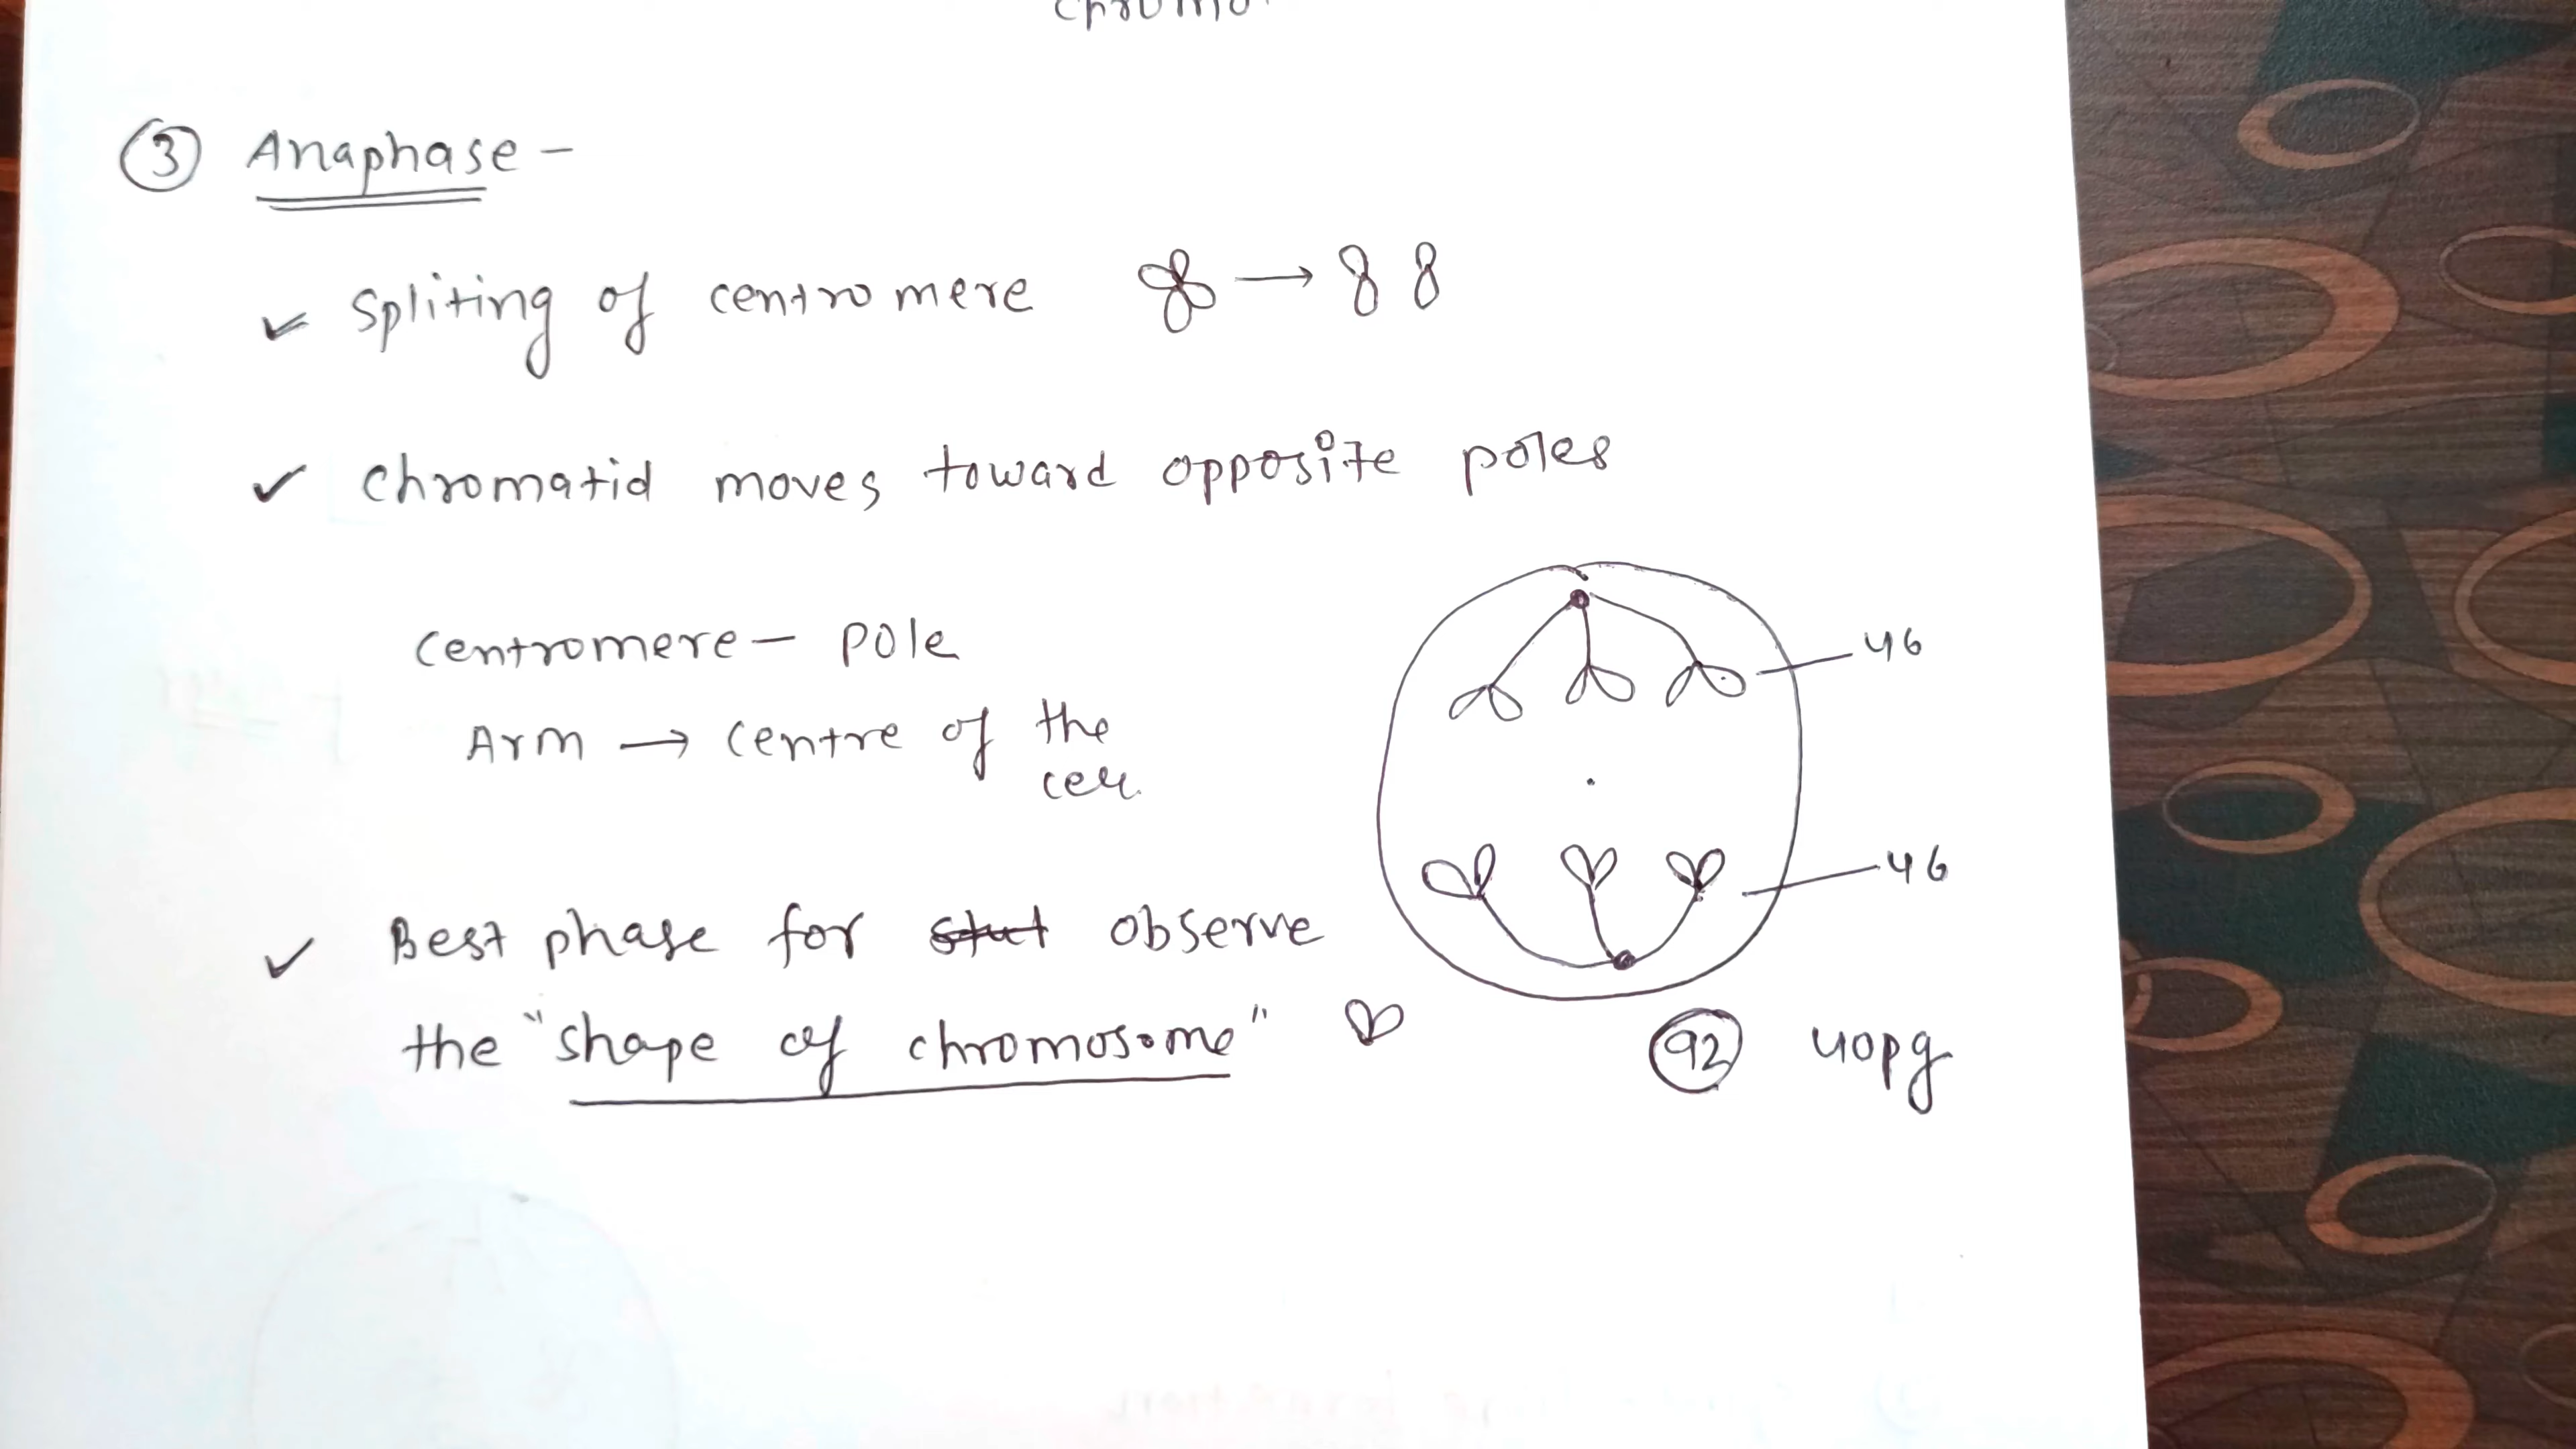 ③ Anaphase -
✓ Spliting of centromere →
✓ Chromatid moves toward opposite poles
Centromere - pole
Arm → centre of the
cell.
46
46
✓ Best phase for observe
the "shape of chromosome"
92 40pg